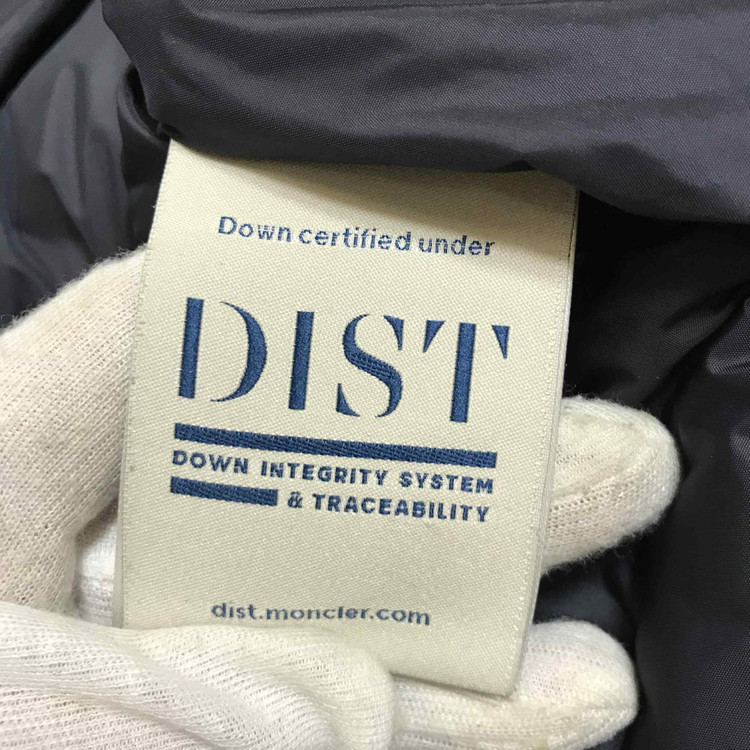 Down certified under
DIST
DOWN INTEGRITY SYSTEM
& TRACEABILITY
dist.moncler.com